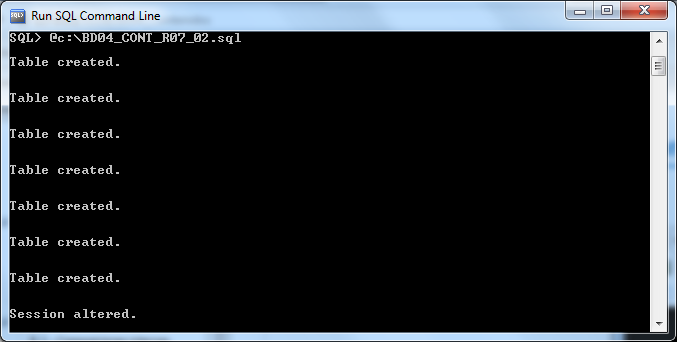 Run SQL Command Line
SQL> @c:\BD04_CONT_R07_02.sql
Table created.
Table created.
Table created.
Table created.
Table created.
Table created.
Table created.
Session altered.